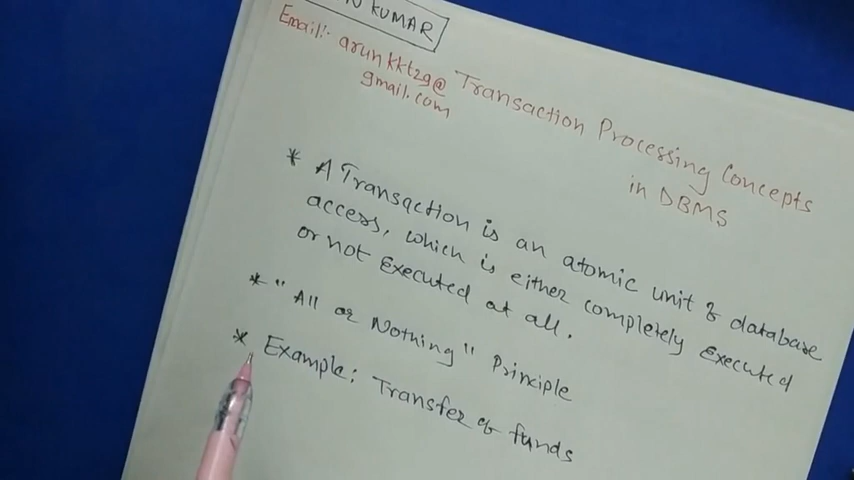 KUMAR
Email:- arunkktzg@
gmail.com
Transaction Processing Concepts
in DBMS
* A Transaction is an atomic unit of database
access, which is either completely executed
or not executed at all.
* "All or Nothing" Principle
* Example: Transfer of funds